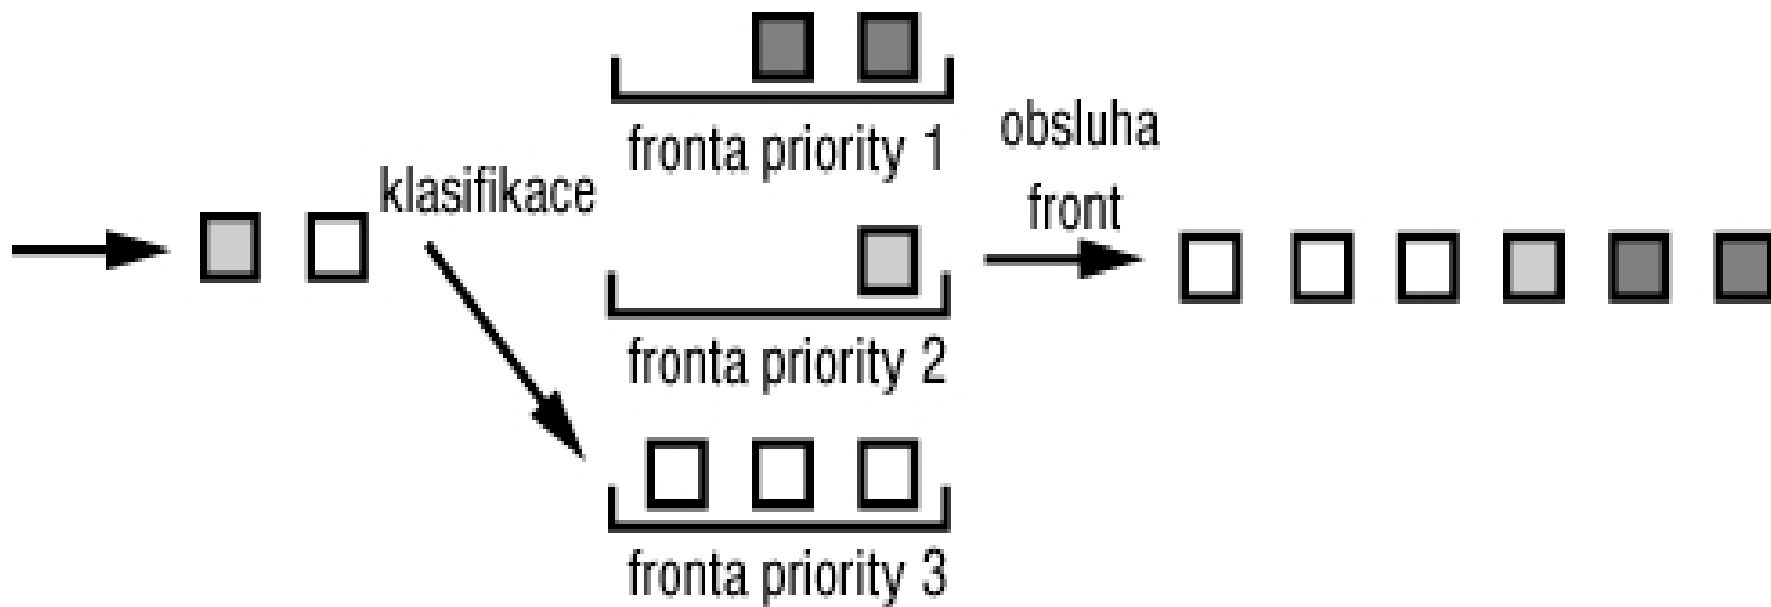 fronta priority 1
obsluha
front
klasifikace
fronta priority 2
fronta priority 3